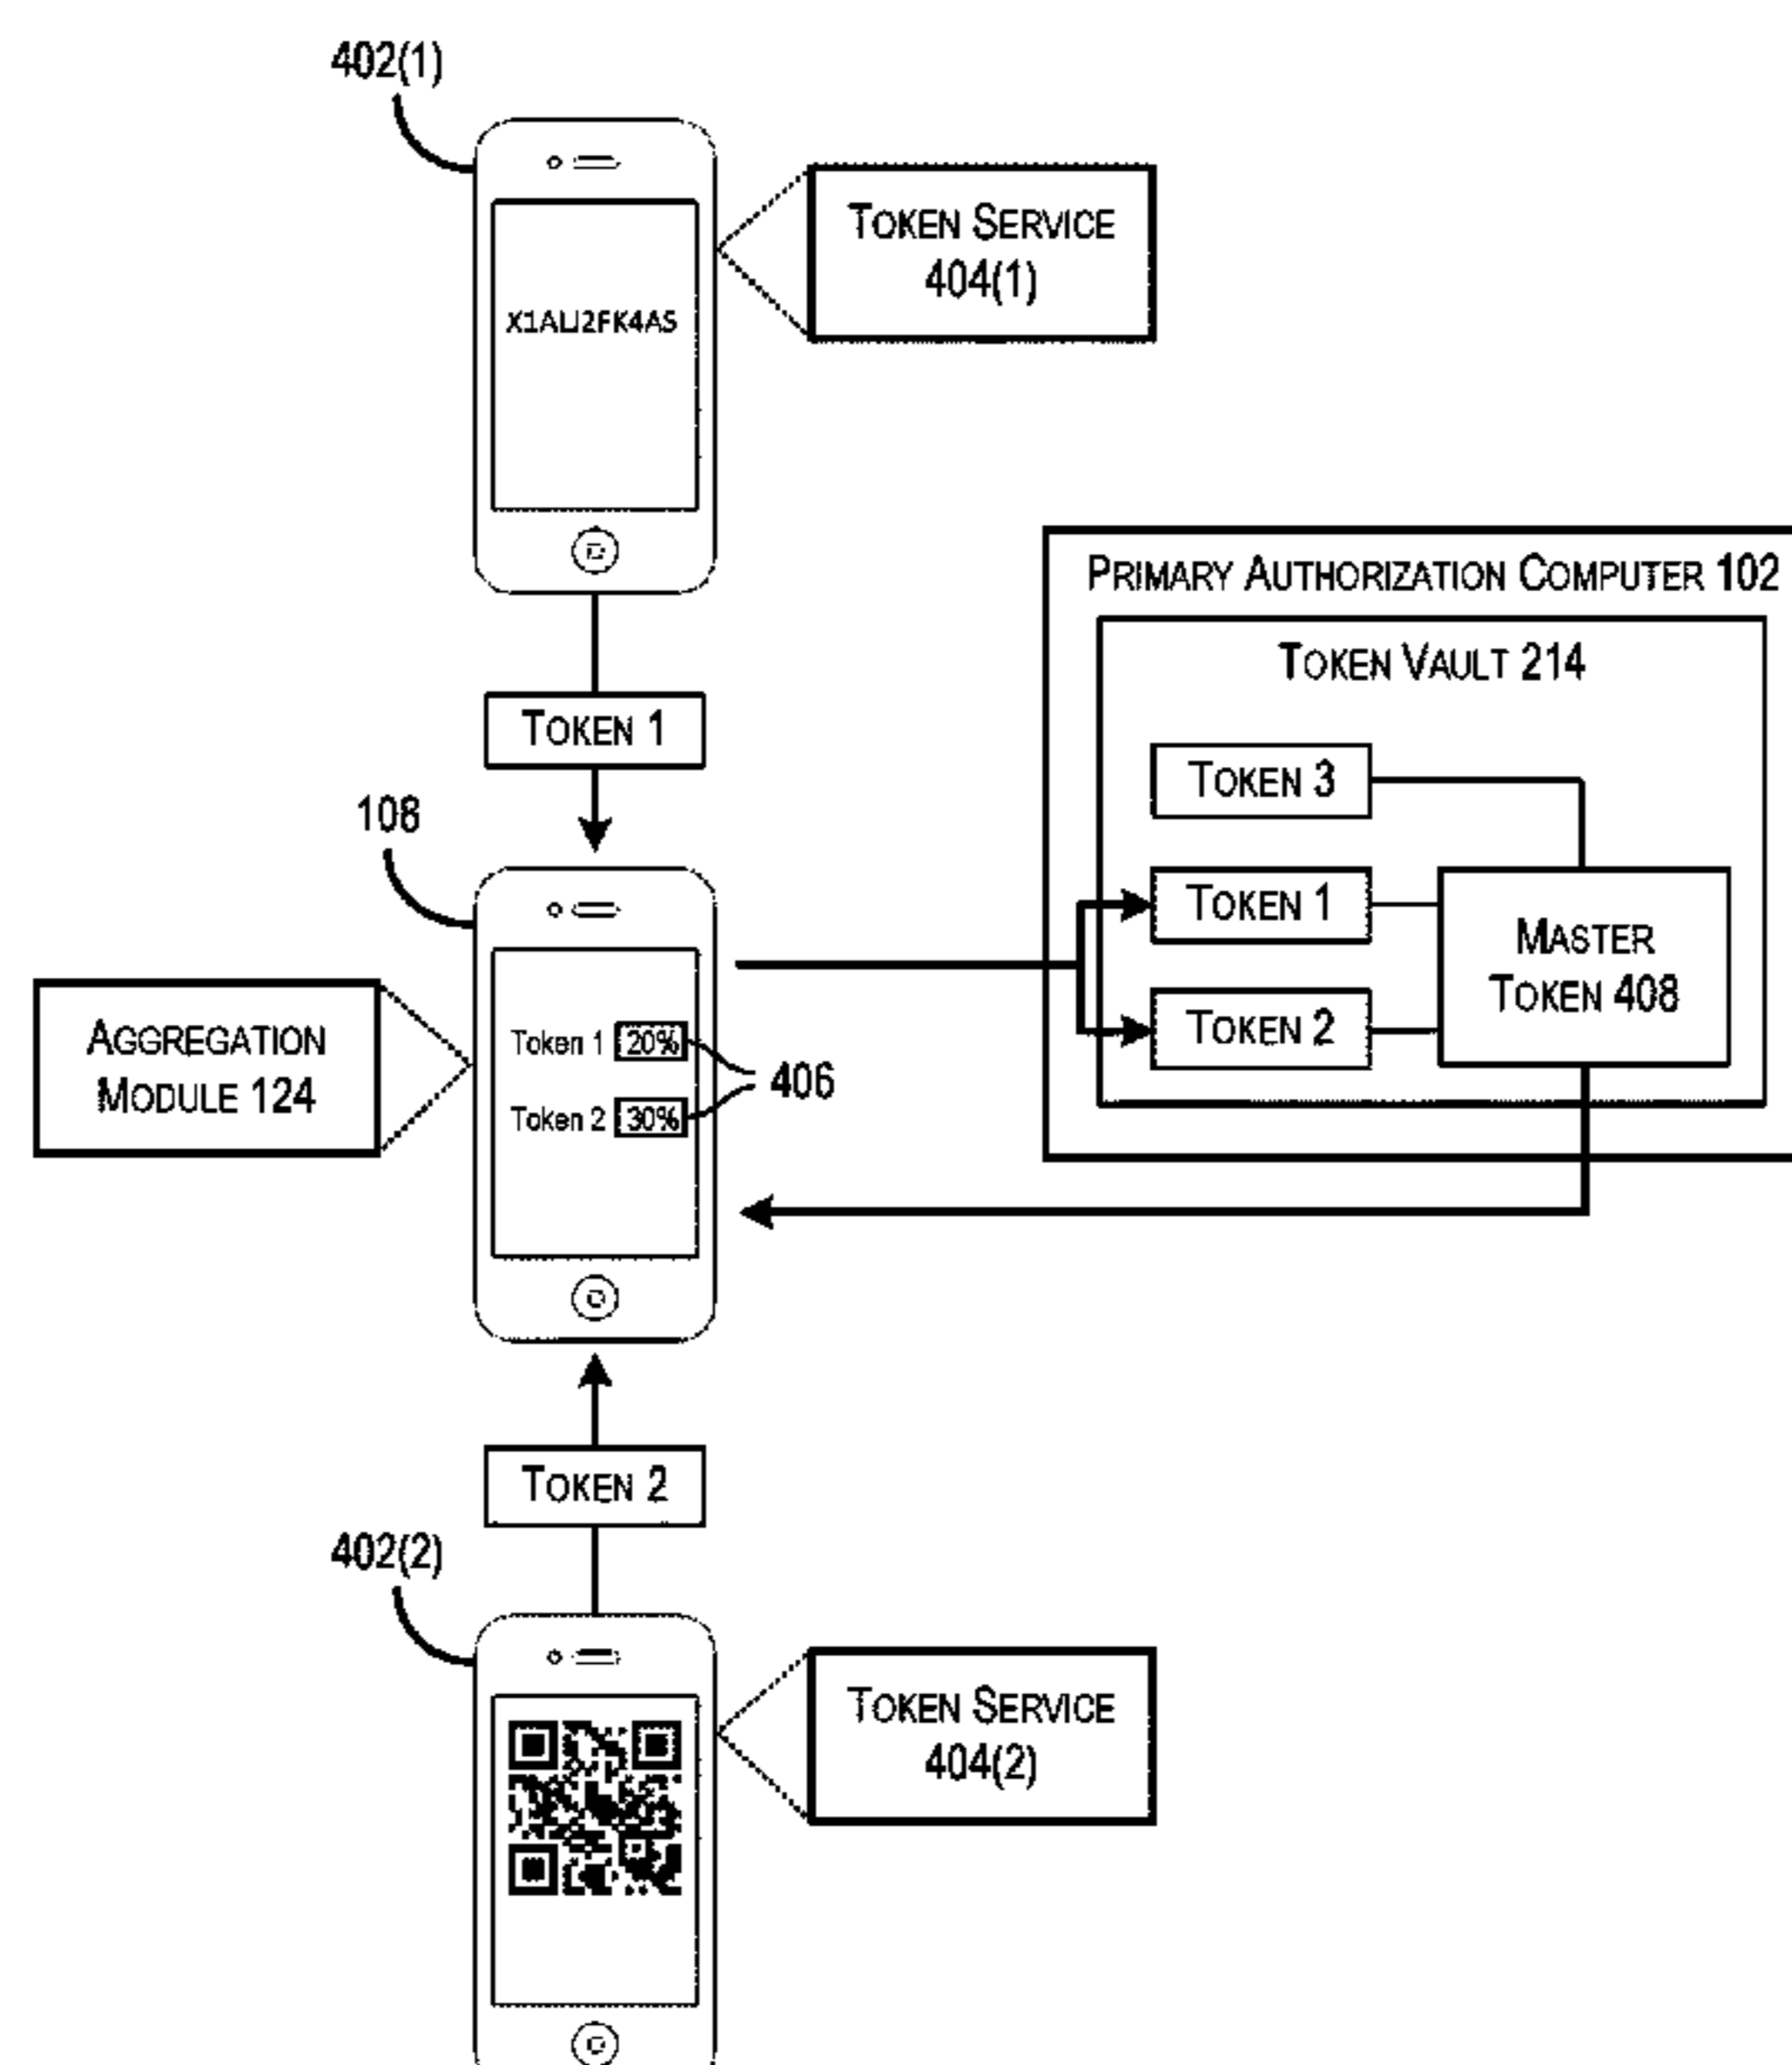 402(1)
TOKEN SERVICE
404(1)
X1ALIJ2FK4AS
PRIMARY AUTHORIZATION COMPUTER 102
TOKEN VAULT 214
TOKEN 1
TOKEN 3
108
TOKEN 1
MASTER
TOKEN 408
TOKEN 2
AGGREGATION
MODULE 124
Token 1 20%
406
Token 2 30%
TOKEN 2
402(2)
TOKEN SERVICE
404(2)